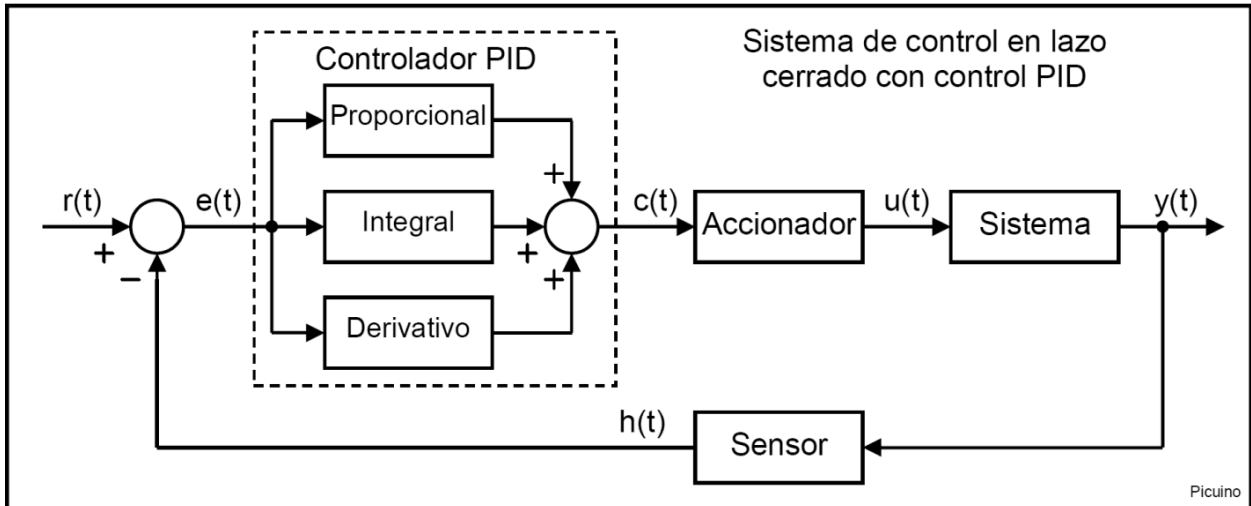 Controlador PID
Sistema de control en lazo
cerrado con control PID
Proporcional
+
r(t)
e(t)
Integral
c(t)
Accionador
u(t)
Sistema
y(t)
+
−
+
+
Derivativo
h(t)
Sensor
Picuino